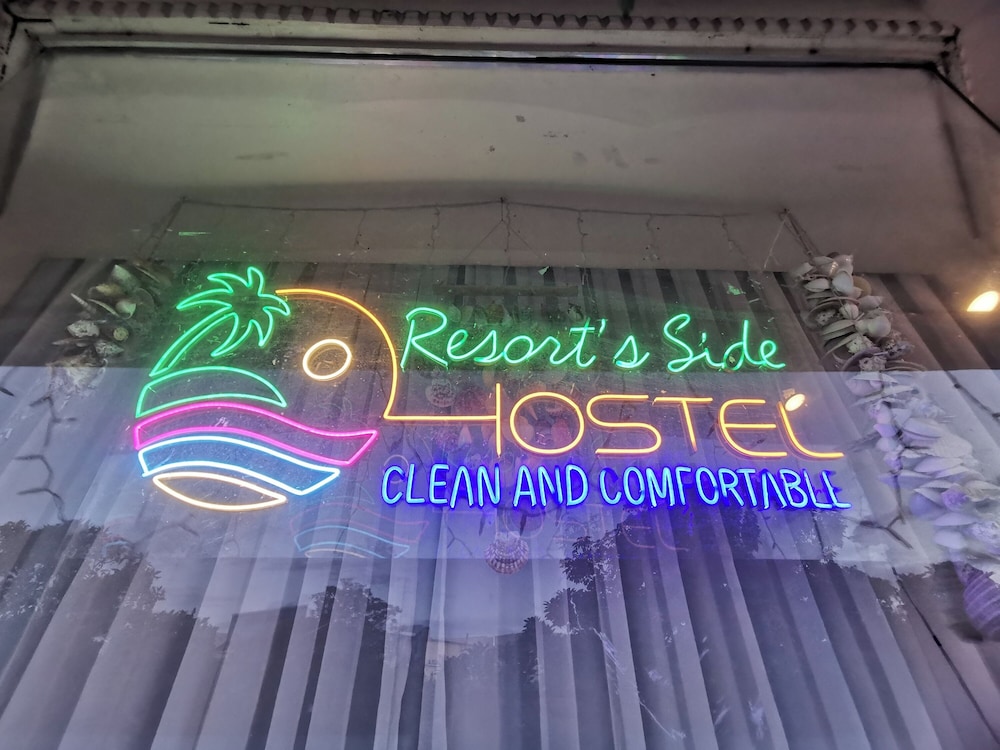 Resort's Side
HOSTEL
CLEAN AND COMFORTABLE